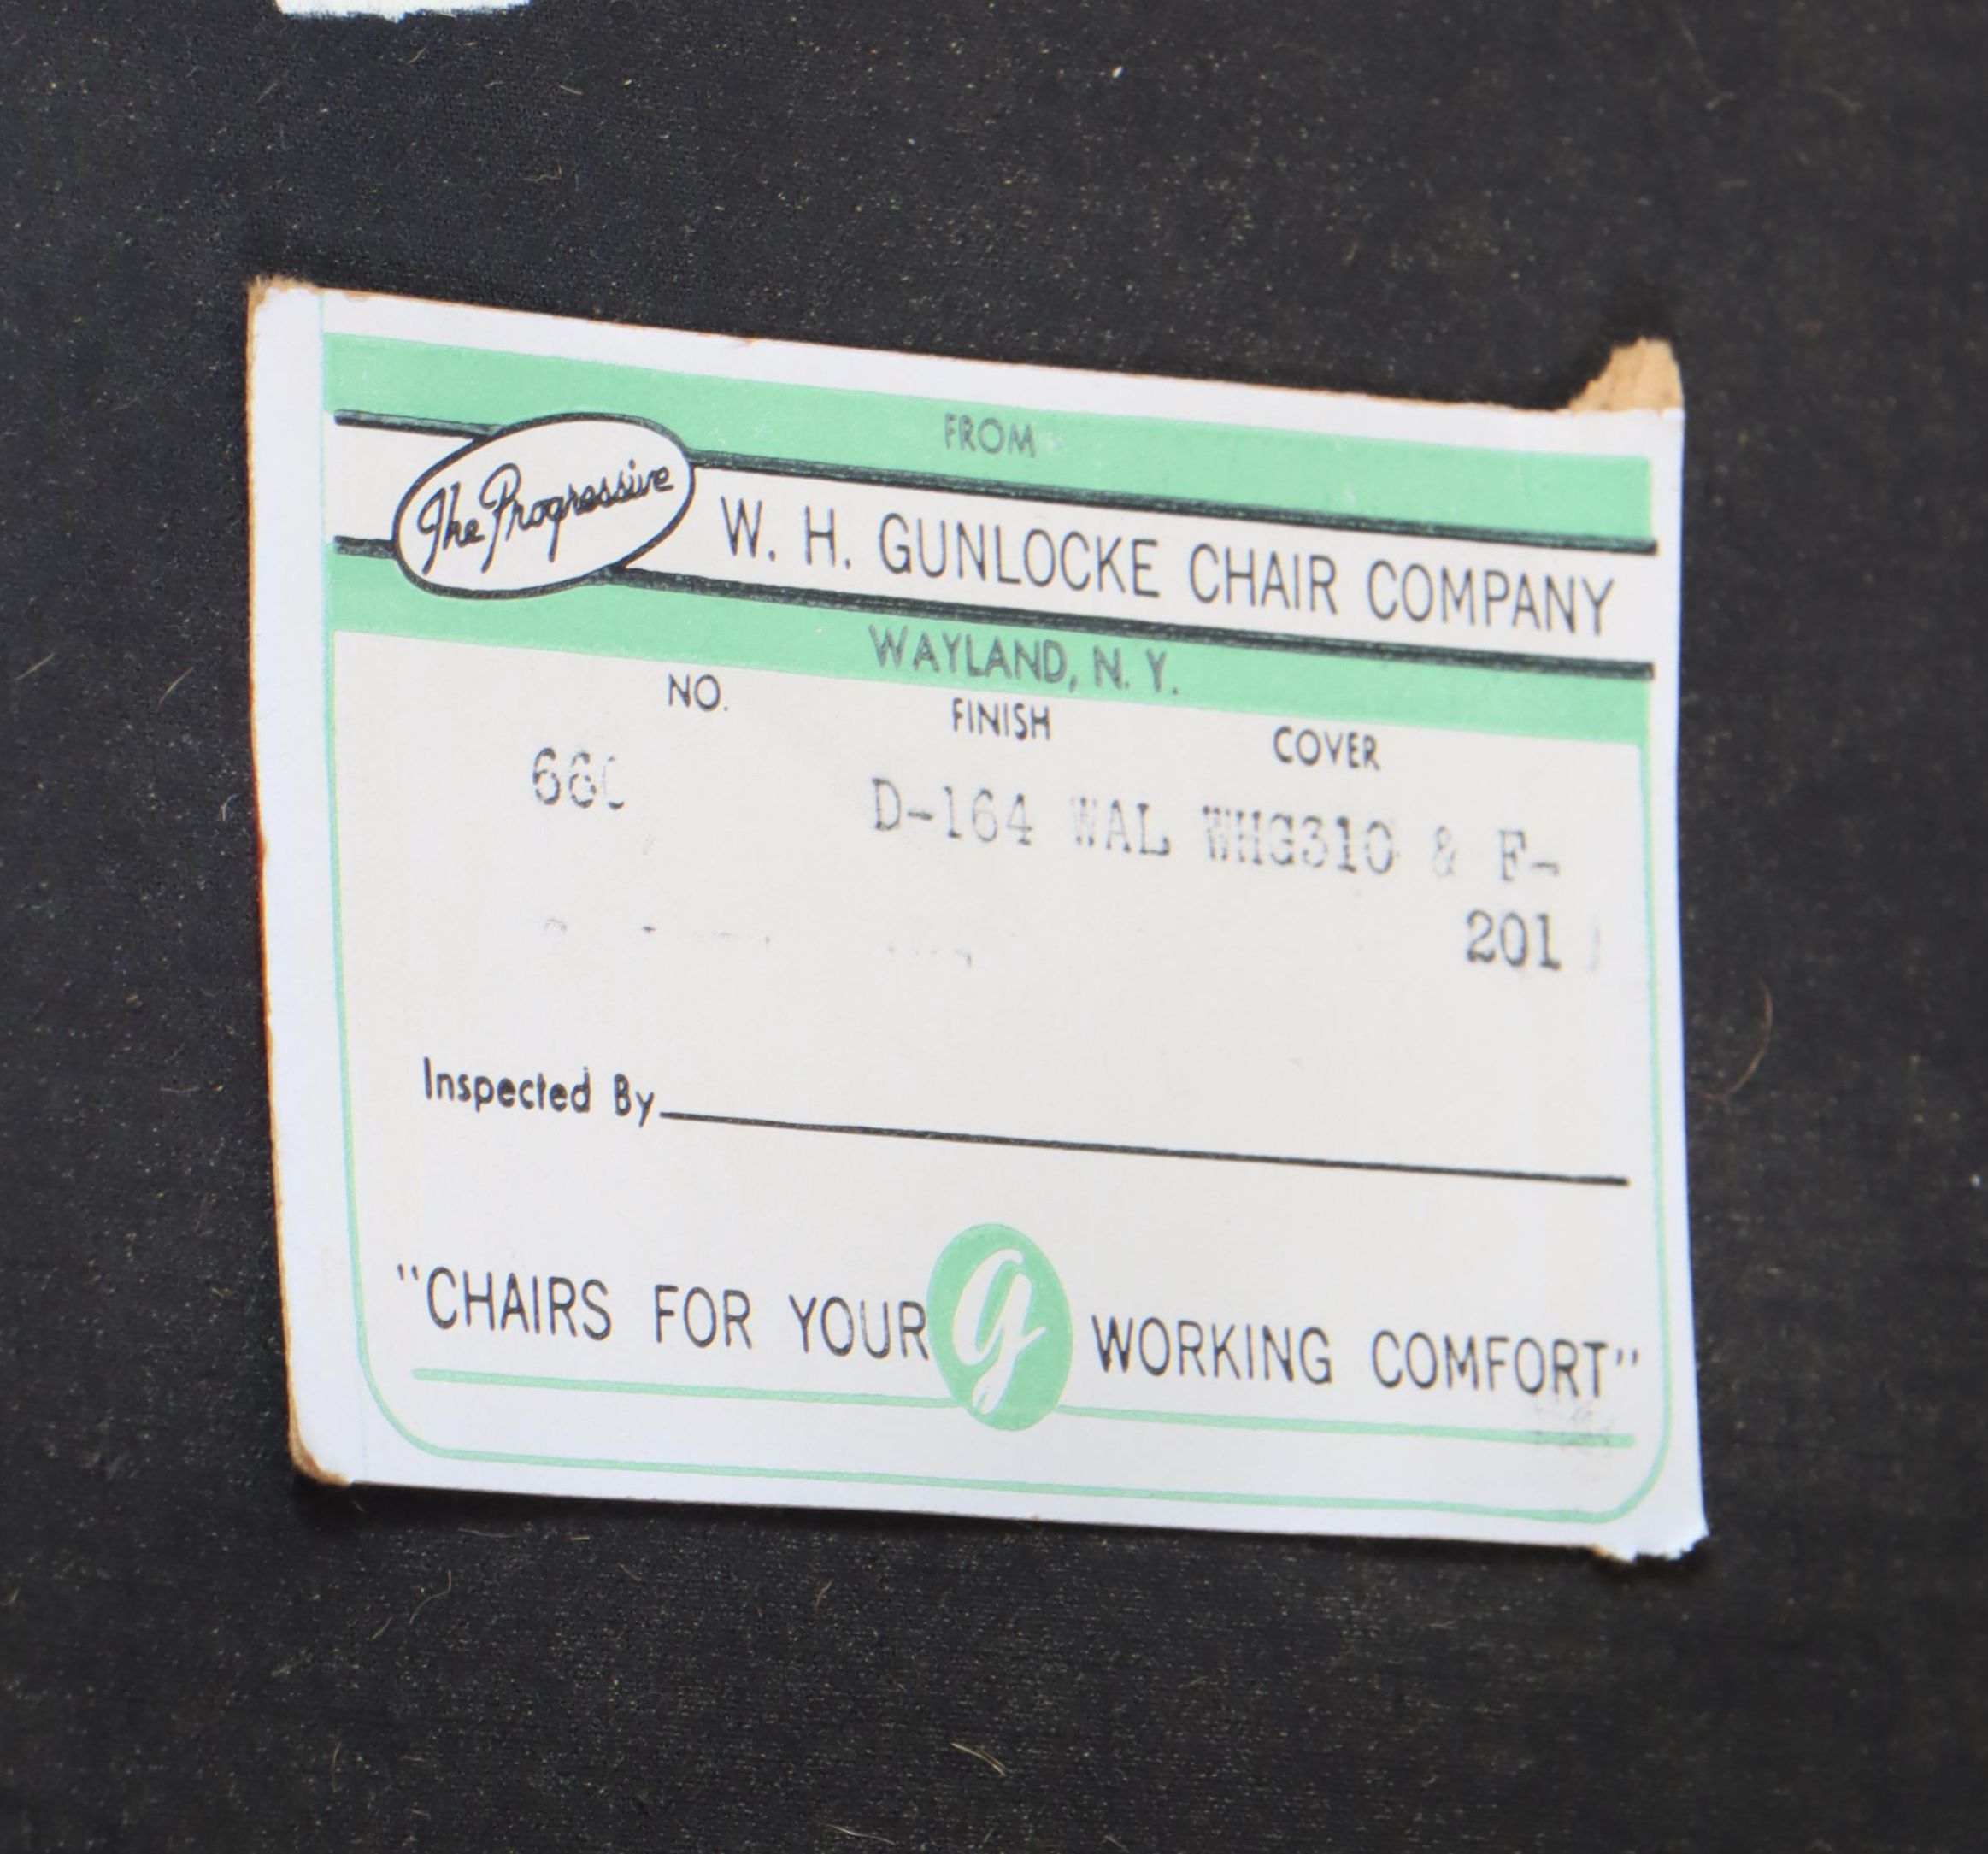 FROM
The Progressive
W. H. GUNLOCKE CHAIR COMPANY
WAYLAND, N. Y.
NO. FINISH COVER
D-164 WAL WHG310 & F-
201
Inspected By
"CHAIRS FOR YOUR g WORKING COMFORT"